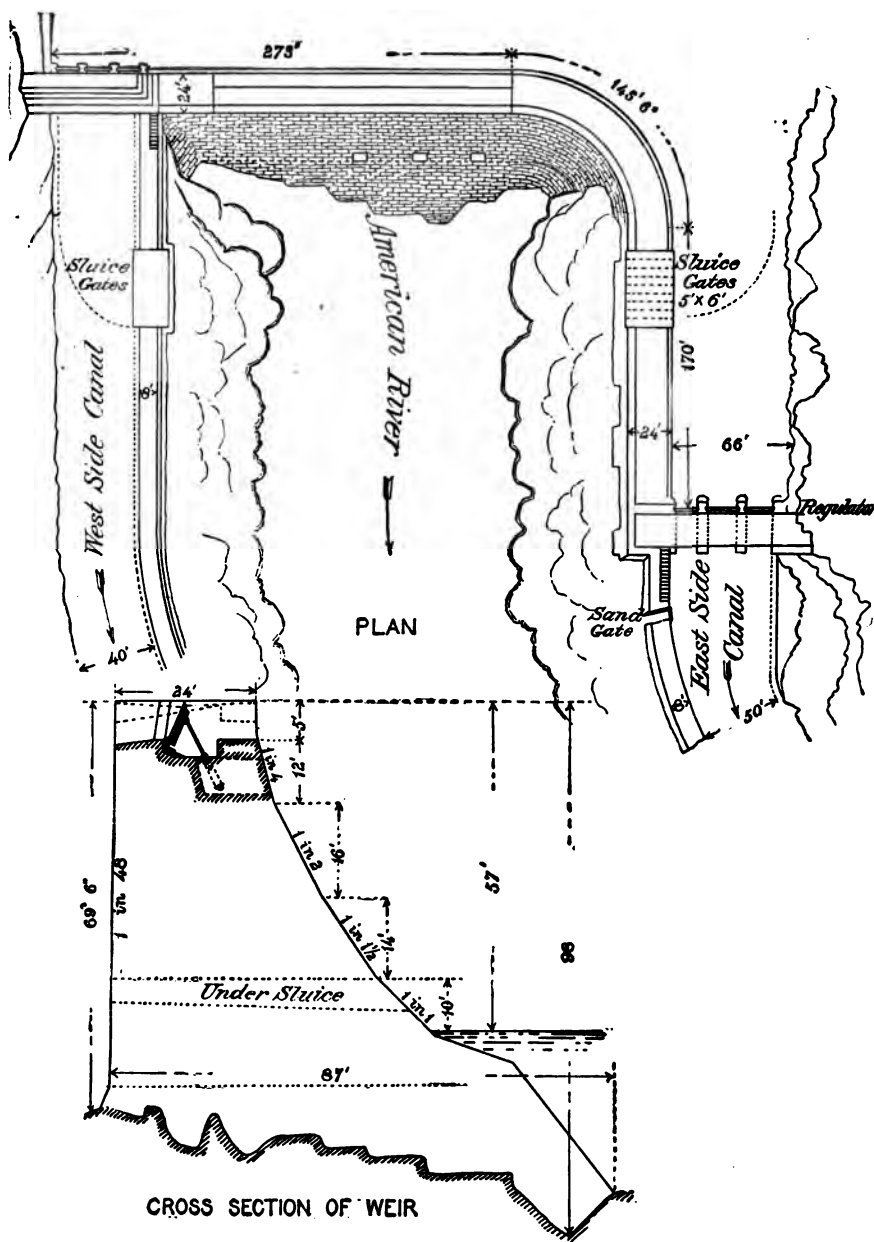 273"
24'
145' 6"
Sluice
Gates
Sluice
Gates
5' x 6'
American River
170'
8'
24'
66'
West Side Canal
Regulator
PLAN
Sand
Gate
East Side
Canal
40'
8'
50'
24'
5'
1 in 4
12'
1 in 2
16'
57'
69' 6"
1 in 48
1 in 1½
14'
98
Under Sluice
1 in 1
10'
87'
CROSS SECTION OF WEIR